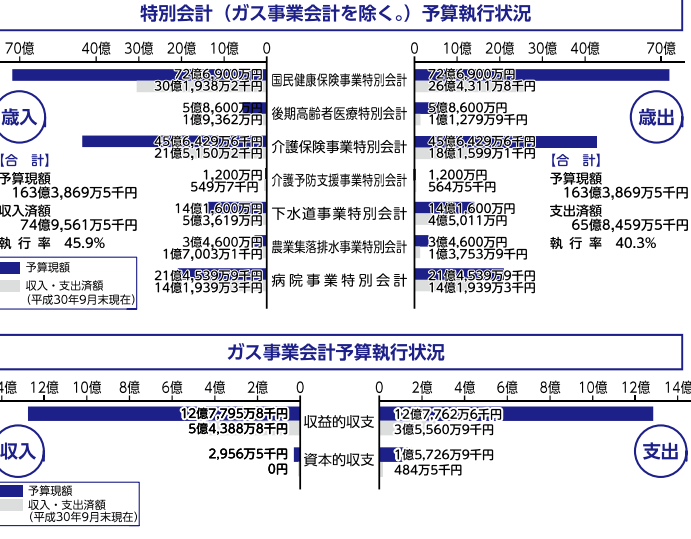 特別会計（ガス事業会計を除く。）予算執行状況
70億 40億 30億 20億 10億 0 0 10億 20億 30億 40億 70億
72億6,900万円 国民健康保険事業特別会計 72億6,900万円
30億1,938万2千円 26億4,311万8千円
歳入 歳出
5億8,600万円 後期高齢者医療特別会計 5億8,600万円
1億9,362万円 1億1,279万9千円
45億6,429万6千円 介護保険事業特別会計 45億6,429万6千円
21億5,150万2千円 18億1,599万1千円
【合　計】 【合　計】
1,200万円 介護予防支援事業特別会計 1,200万円
549万7千円 564万5千円
予算現額 予算現額
163億3,869万5千円 163億3,869万5千円
14億1,600万円 下水道事業特別会計 14億1,600万円
5億3,619万円 4億5,011万円
収入済額 支出済額
74億9,561万5千円 65億8,459万5千円
執行率 45.9% 執行率 40.3%
3億4,600万円 農業集落排水事業特別会計 3億4,600万円
1億7,003万1千円 1億3,753万9千円
21億4,539万9千円 病院事業特別会計 21億4,539万9千円
14億1,939万3千円 14億1,939万3千円
予算現額
収入・支出済額
(平成30年9月末現在)
ガス事業会計予算執行状況
4億 12億 10億 8億 6億 4億 2億 0 0 2億 4億 6億 8億 10億 12億 14億
12億7,795万8千円 収益的収支 12億7,762万6千円
5億4,388万8千円 3億5,560万9千円
収入 支出
2,956万5千円 資本的収支 1億5,726万9千円
0円 484万5千円
予算現額
収入・支出済額
(平成30年9月末現在)